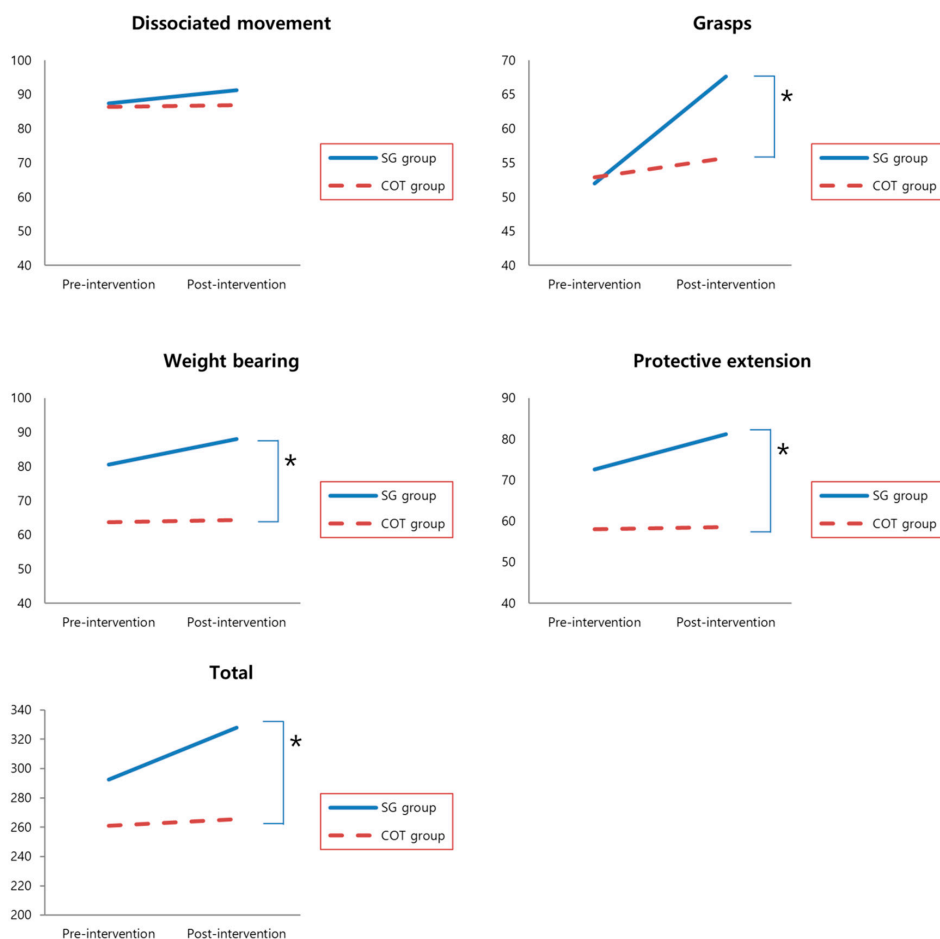 Dissociated movement
100
90
80
70
60
50
40
Pre-intervention Post-intervention
SG group
COT group
Grasps
70
65
60
55
50
45
40
Pre-intervention Post-intervention
*
SG group
COT group
Weight bearing
100
90
80
70
60
50
40
Pre-intervention Post-intervention
*
SG group
COT group
Protective extension
90
80
70
60
50
40
Pre-intervention Post-intervention
*
SG group
COT group
Total
340
320
300
280
260
240
220
200
Pre-intervention Post-intervention
*
SG group
COT group